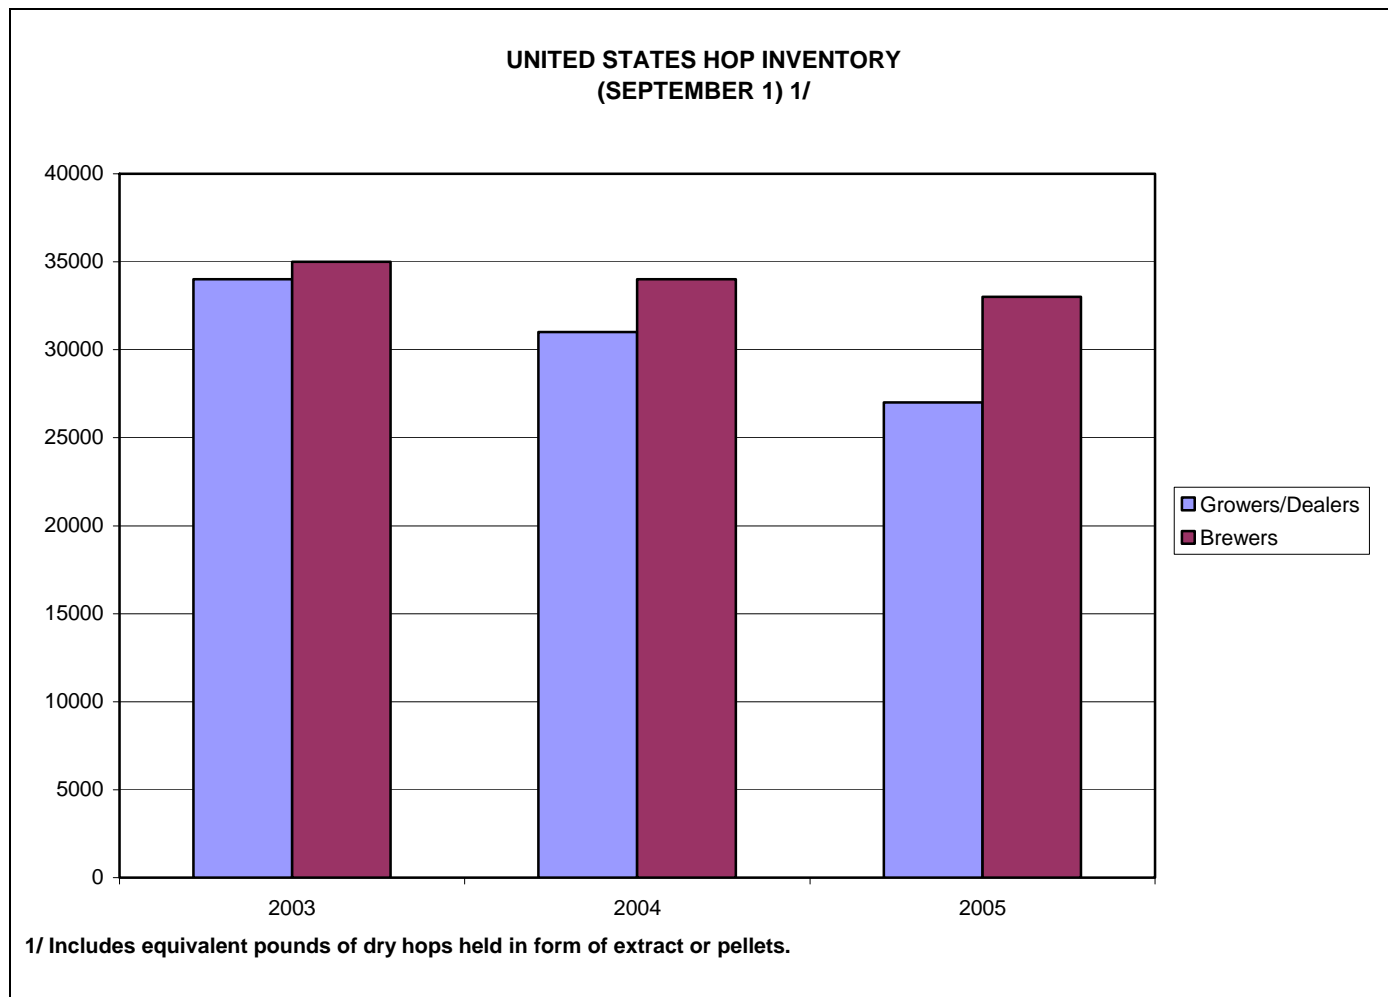 UNITED STATES HOP INVENTORY
(SEPTEMBER 1) 1/
40000
35000
30000
25000
20000
15000
10000
5000
0
2003
2004
2005
Growers/Dealers
Brewers
1/ Includes equivalent pounds of dry hops held in form of extract or pellets.